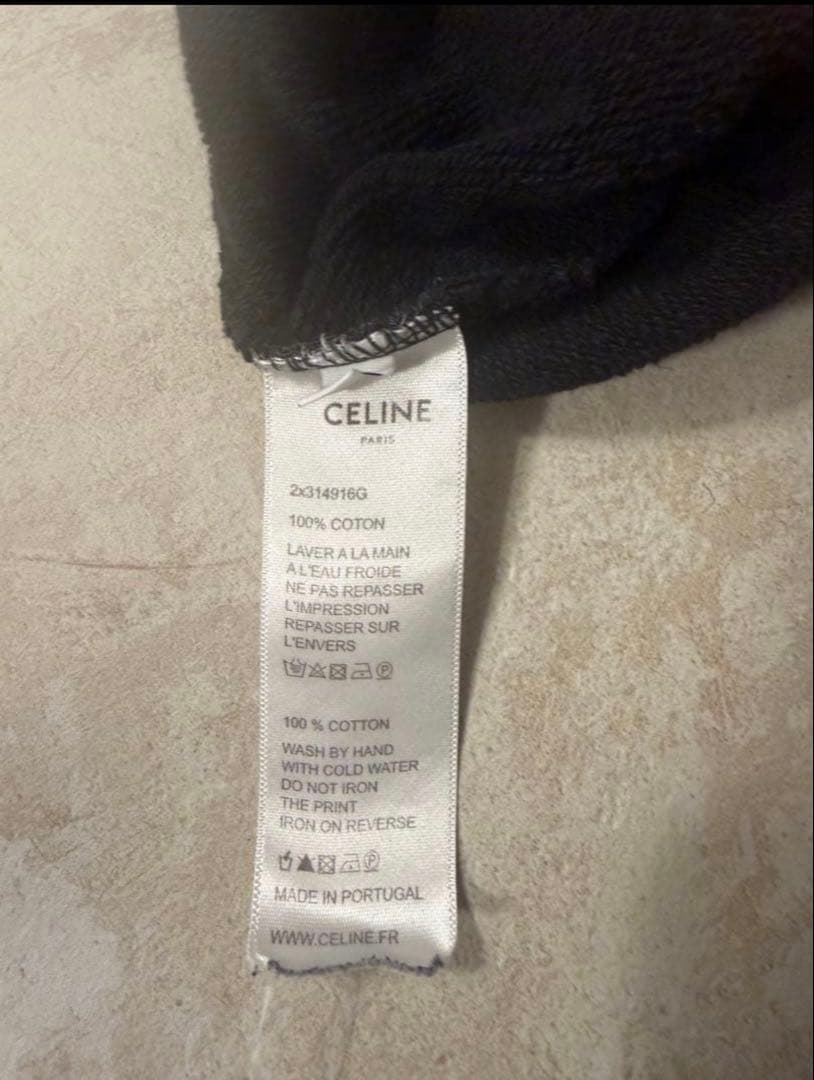 CELINE
PARIS
2x314916G
100% COTON
LAVER A LA MAIN
A L'EAU FROIDE
NE PAS REPASSER
L'IMPRESSION
REPASSER SUR
L'ENVERS
100 % COTTON
WASH BY HAND
WITH COLD WATER
DO NOT IRON
THE PRINT
IRON ON REVERSE
MADE IN PORTUGAL
WWW.CELINE.FR